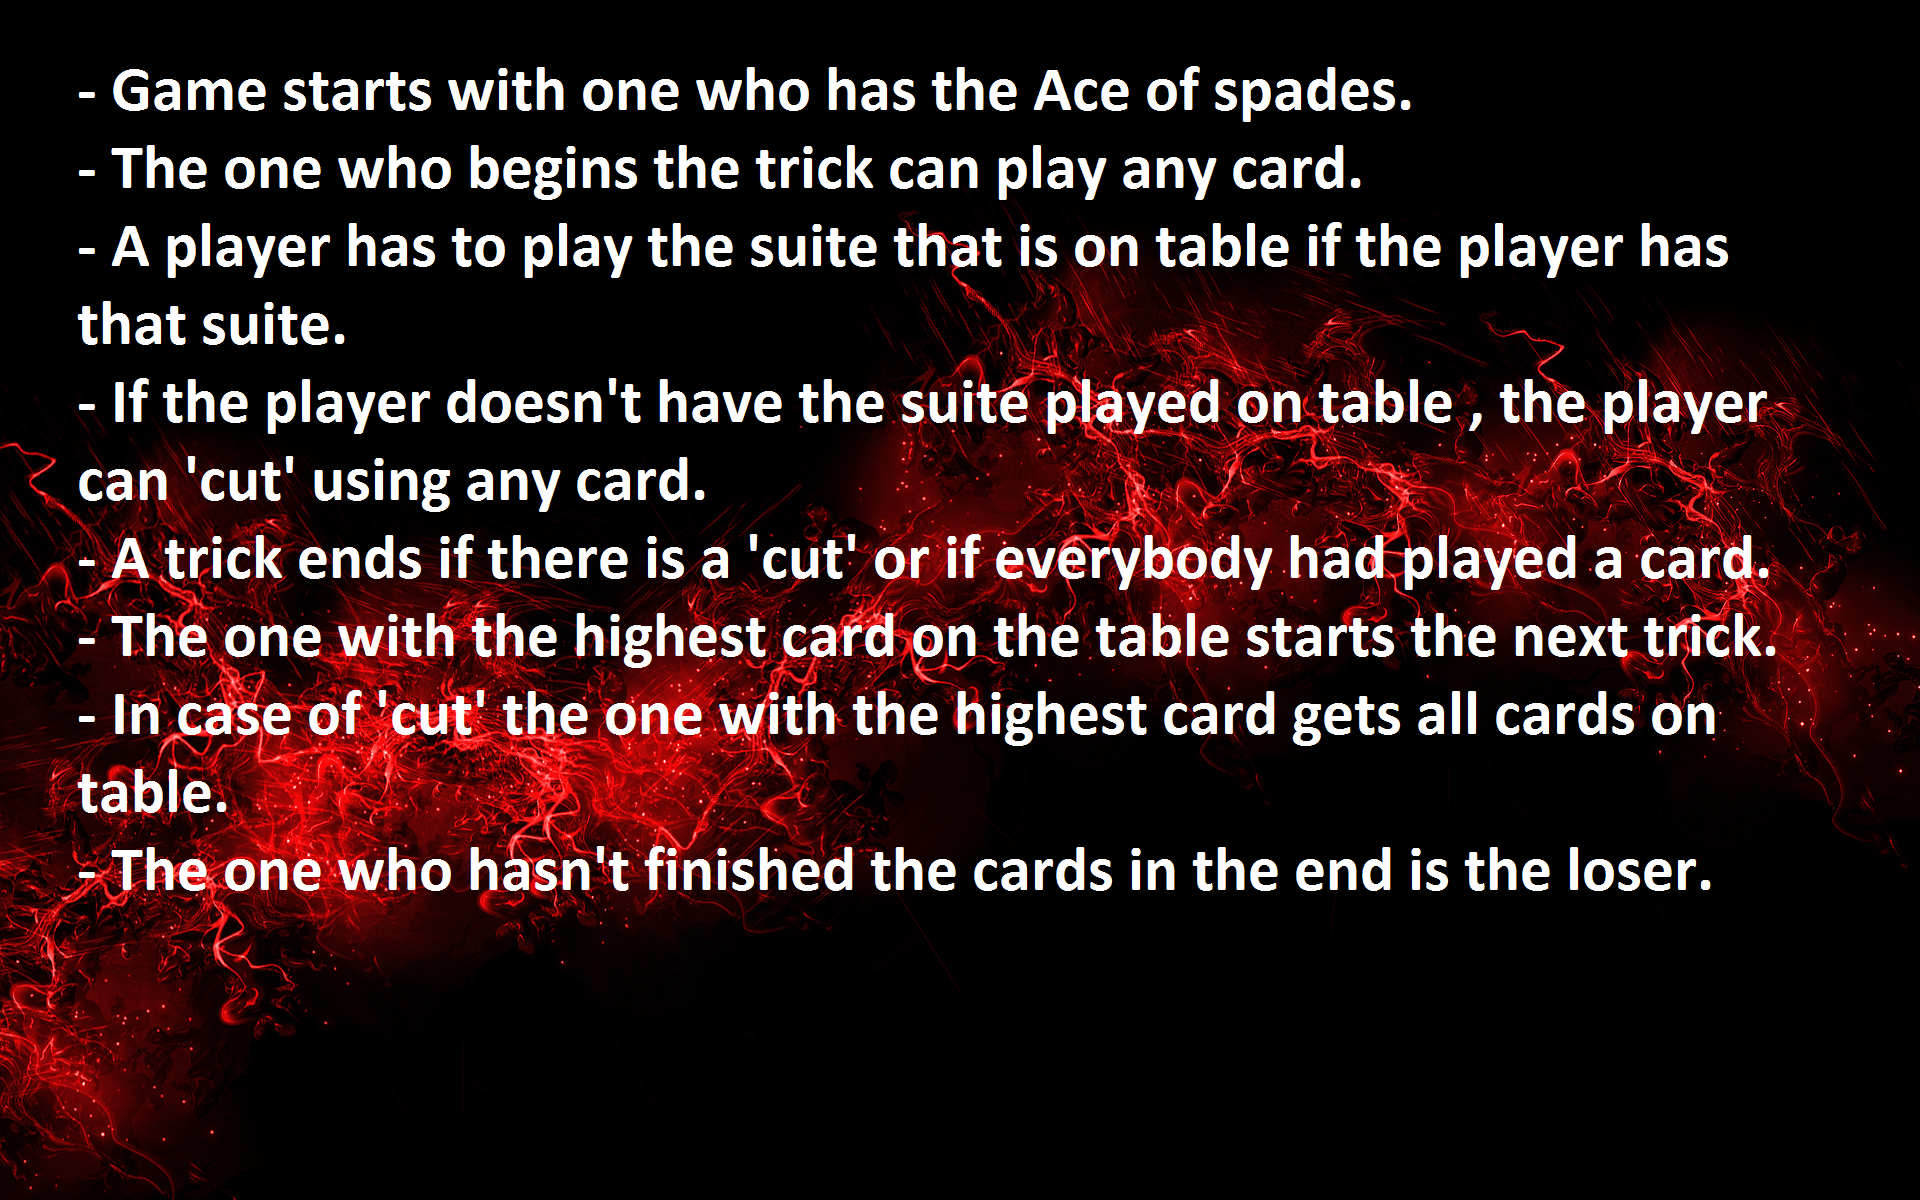 - Game starts with one who has the Ace of spades.
- The one who begins the trick can play any card.
- A player has to play the suite that is on table if the player has
that suite.
- If the player doesn't have the suite played on table , the player
can 'cut' using any card.
- A trick ends if there is a 'cut' or if everybody had played a card.
- The one with the highest card on the table starts the next trick.
- In case of 'cut' the one with the highest card gets all cards on
table.
- The one who hasn't finished the cards in the end is the loser.